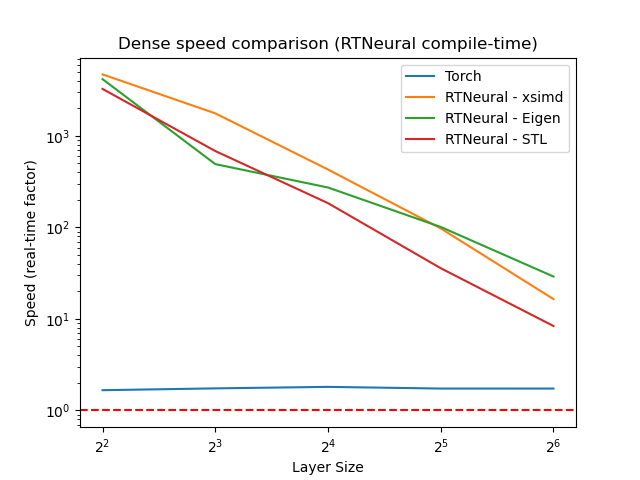 Dense speed comparison (RTNeural compile-time)
Torch
RTNeural - xsimd
RTNeural - Eigen
RTNeural - STL
Speed (real-time factor)
10³
10²
10¹
10⁰
2² 2³ 2⁴ 2⁵ 2⁶
Layer Size